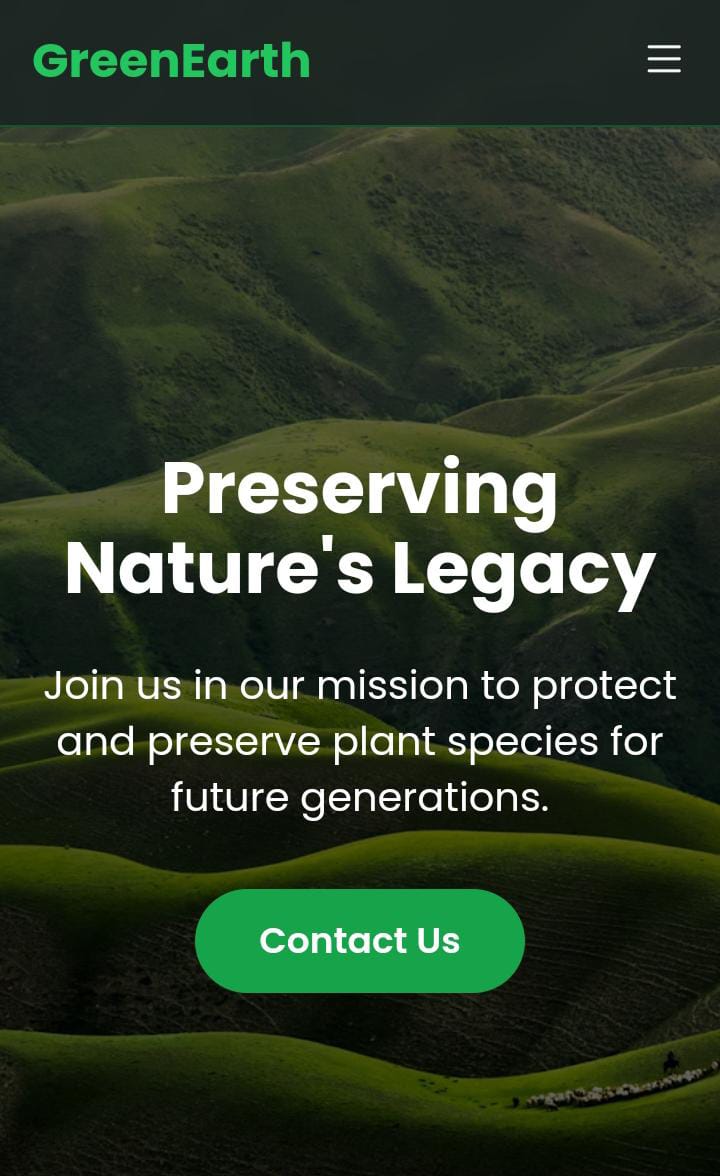 GreenEarth
Preserving
Nature's Legacy
Join us in our mission to protect
and preserve plant species for
future generations.
Contact Us